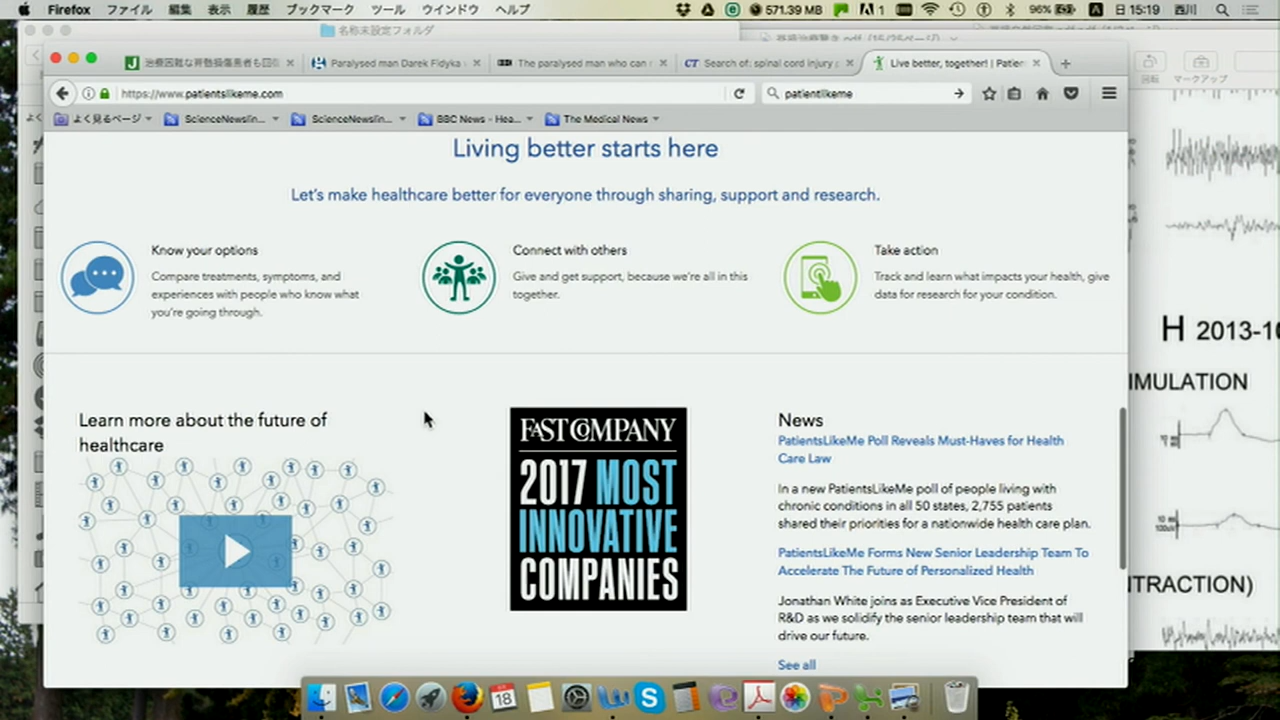 Firefox ファイル 編集 表示 履歴 ブックマーク ツール ウインドウ ヘルプ
571.39 MB
1
96%
日 15:19 西川
名称未設定フォルダ
Paralysed man Darek Fidyka
The paralysed man who can
Search of: spinal cord injury
Live better, together! | Patien
https://www.patientslikeme.com
patientlikeme
よく見るページ
ScienceNewslin...
ScienceNewslin...
BBC News - Hea...
The Medical News
回転
マークアップ
Living better starts here
Let's make healthcare better for everyone through sharing, support and research.
Know your options
Compare treatments, symptoms, and
experiences with people who know what
you're going through.
Connect with others
Give and get support, because we're all in this
together.
Take action
Track and learn what impacts your health, give
data for research for your condition.
Learn more about the future of
healthcare
FAST COMPANY
2017 MOST
INNOVATIVE
COMPANIES
News
PatientsLikeMe Poll Reveals Must-Haves for Health
Care Law
In a new PatientsLikeMe poll of people living with
chronic conditions in all 50 states, 2,755 patients
shared their priorities for a nationwide health care plan.
PatientsLikeMe Forms New Senior Leadership Team To
Accelerate The Future of Personalized Health
Jonathan White joins as Executive Vice President of
R&D as we solidify the senior leadership team that will
drive our future.
See all
H 2013-10
IMULATION
NTRACTION)
18